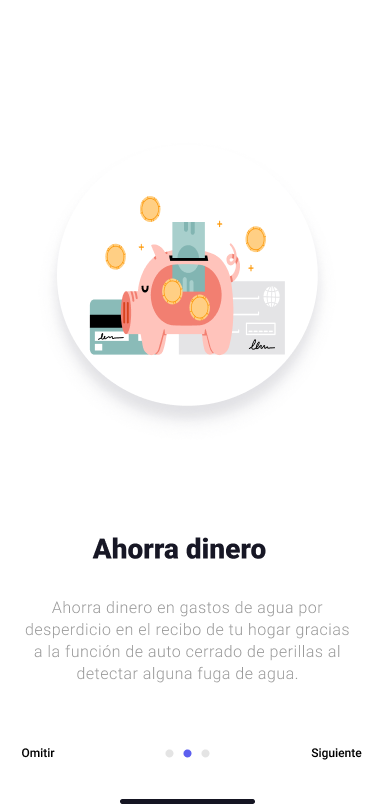 Ahorra dinero
Ahorra dinero en gastos de agua por
desperdicio en el recibo de tu hogar gracias
a la función de auto cerrado de perillas al
detectar alguna fuga de agua.
Omitir
Siguiente